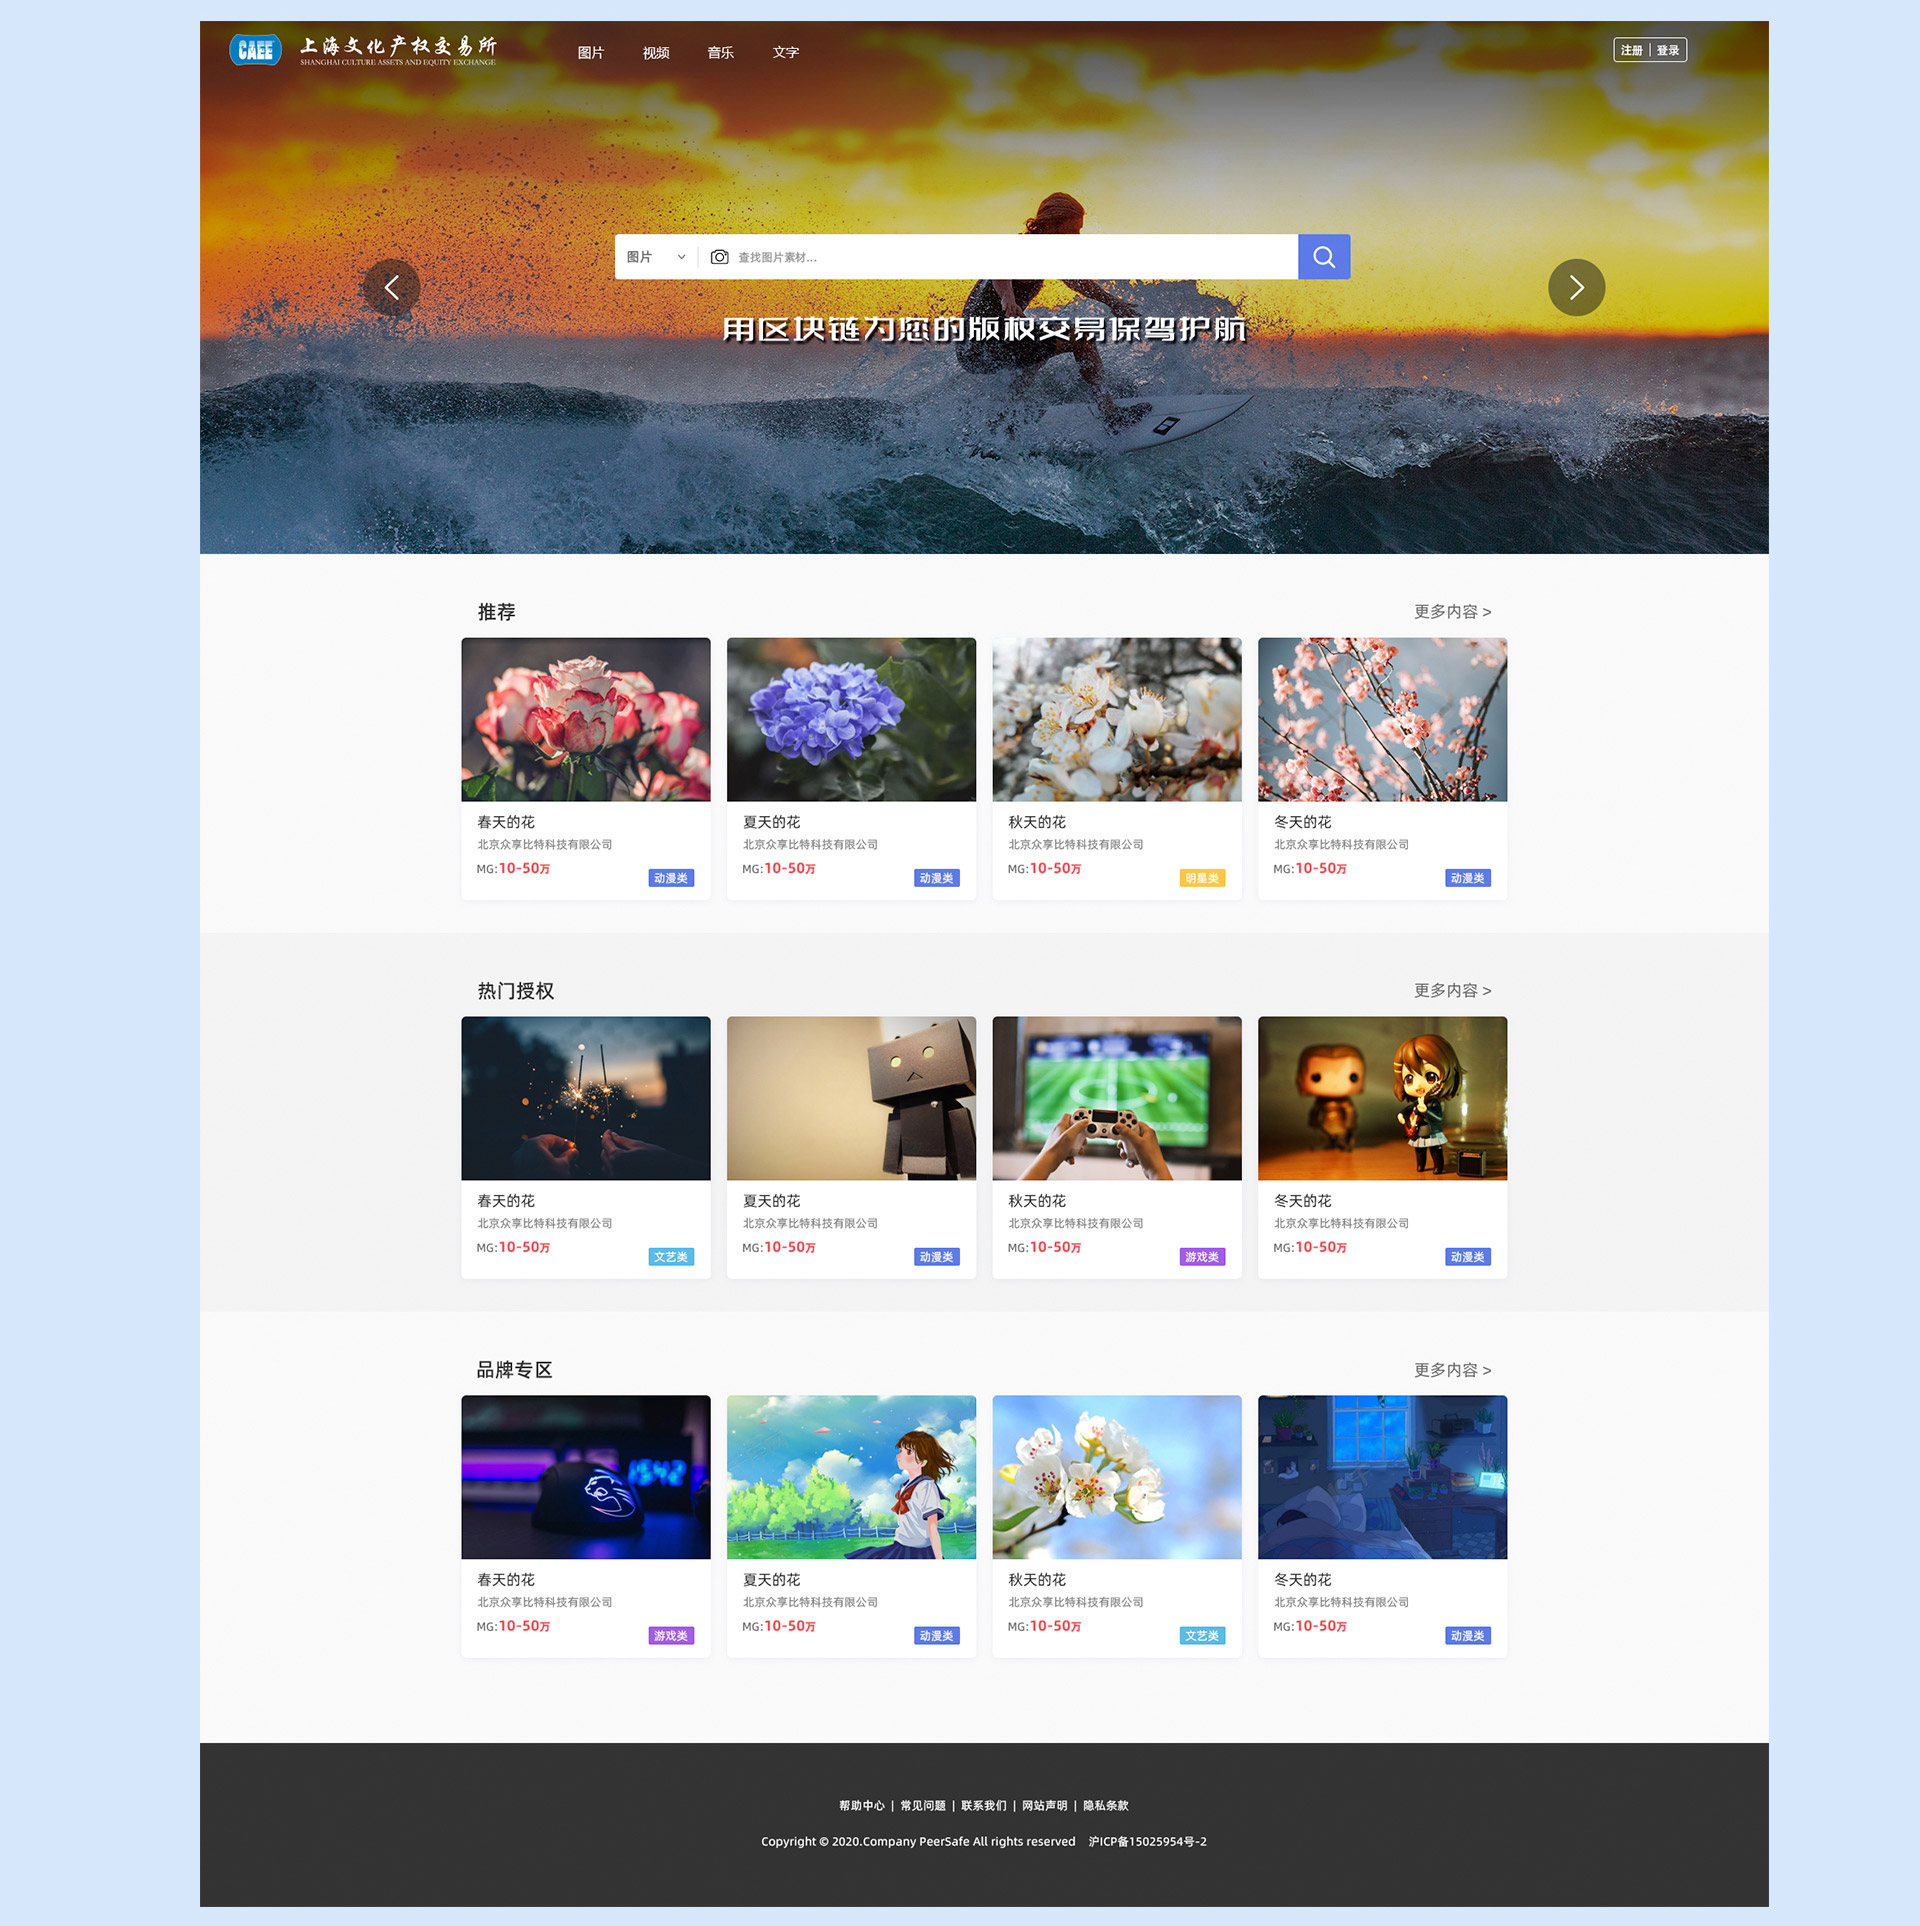 CAEE 上海文化产权交易所
SHANGHAI CULTURE ASSETS AND EQUITY EXCHANGE
图片 视频 音乐 文字
注册 | 登录
图片 查找图片素材...
用区块链为您的版权交易保驾护航
推荐 更多内容 >
春天的花 夏天的花 秋天的花 冬天的花
北京众享比特科技有限公司 北京众享比特科技有限公司 北京众享比特科技有限公司 北京众享比特科技有限公司
MG:10-50万 MG:10-50万 MG:10-50万 MG:10-50万
动漫类 动漫类 明星类 动漫类
热门授权 更多内容 >
春天的花 夏天的花 秋天的花 冬天的花
北京众享比特科技有限公司 北京众享比特科技有限公司 北京众享比特科技有限公司 北京众享比特科技有限公司
MG:10-50万 MG:10-50万 MG:10-50万 MG:10-50万
文艺类 动漫类 游戏类 动漫类
品牌专区 更多内容 >
春天的花 夏天的花 秋天的花 冬天的花
北京众享比特科技有限公司 北京众享比特科技有限公司 北京众享比特科技有限公司 北京众享比特科技有限公司
MG:10-50万 MG:10-50万 MG:10-50万 MG:10-50万
游戏类 动漫类 文艺类 动漫类
帮助中心 | 常见问题 | 联系我们 | 网站声明 | 隐私条款
Copyright © 2020.Company PeerSafe All rights reserved 沪ICP备15025954号-2